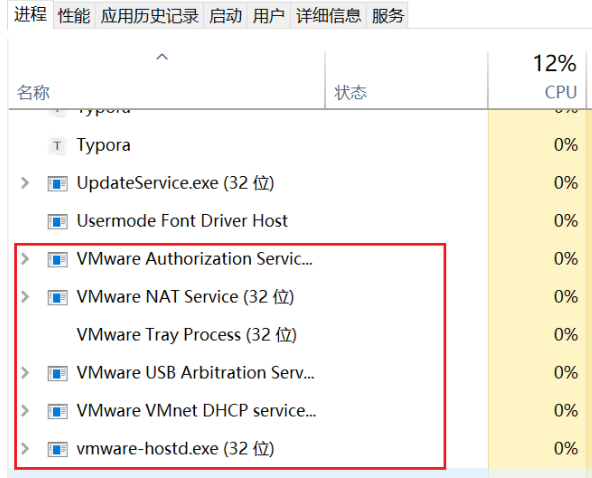 进程 性能 应用历史记录 启动 用户 详细信息 服务
12%
名称 状态 CPU
Typora 0%
Typora 0%
UpdateService.exe (32 位) 0%
Usermode Font Driver Host 0%
VMware Authorization Servic... 0%
VMware NAT Service (32 位) 0%
VMware Tray Process (32 位) 0%
VMware USB Arbitration Serv... 0%
VMware VMnet DHCP service... 0%
vmware-hostd.exe (32 位) 0%